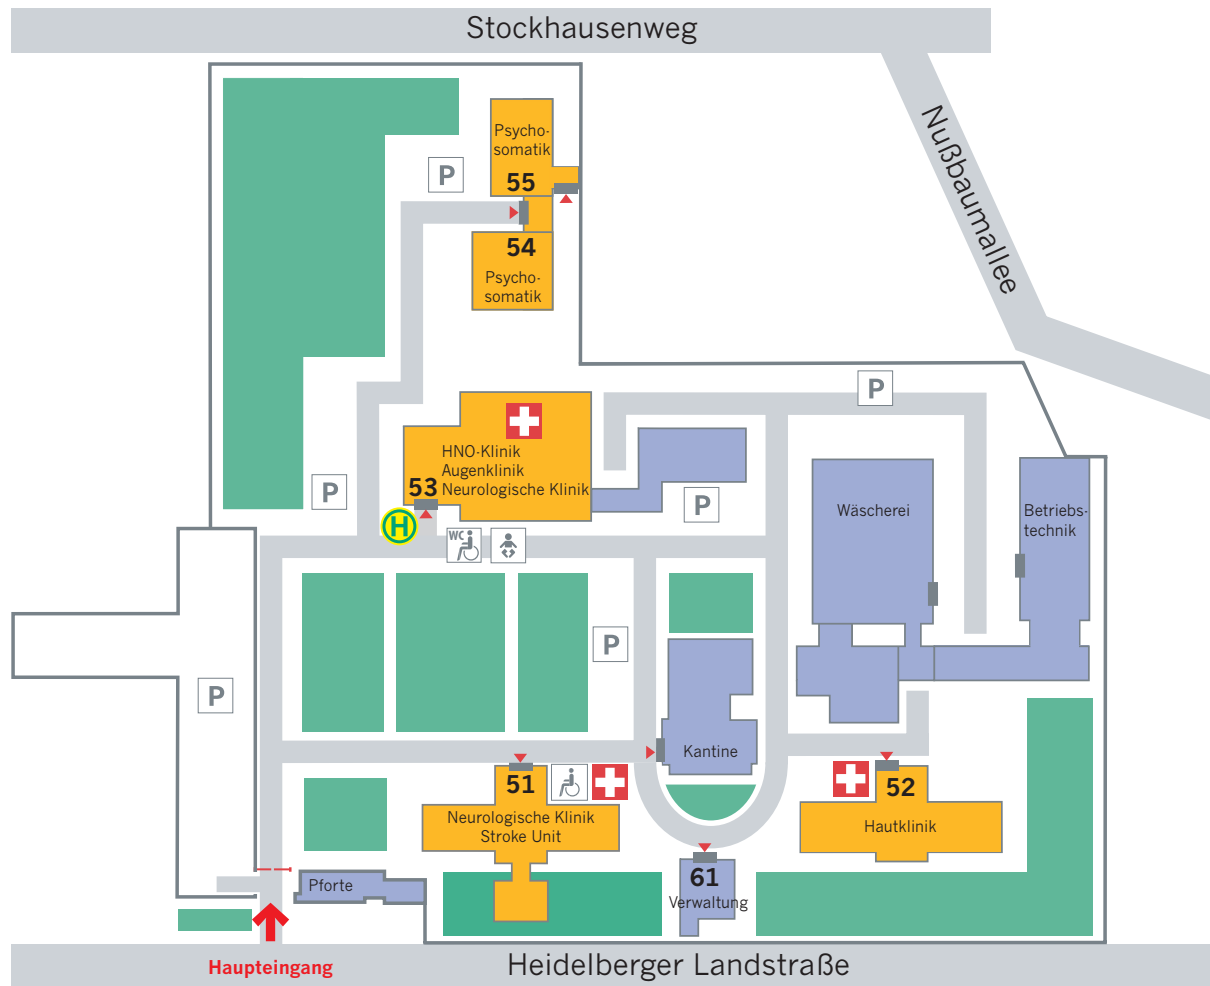 Stockhausenweg
Nußbaumallee
Psycho-
somatik
55
P
54
Psycho-
somatik
P
HNO-Klinik
Augenklinik
Neurologische Klinik
53
P
P
H
WC
Wäscherei
Betriebs-
technik
P
P
Kantine
51
Neurologische Klinik
Stroke Unit
52
Hautklinik
61
Verwaltung
Pforte
Haupteingang
Heidelberger Landstraße